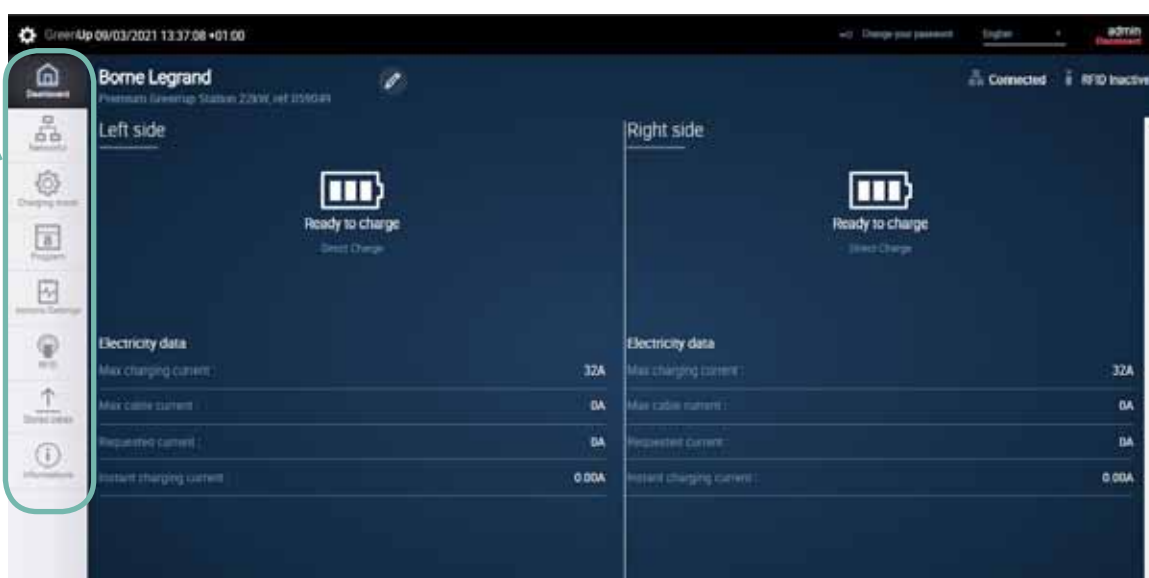 GreenUp 09/03/2021 13:37:08 +01:00
Change your password
English
admin
Disconnect
Borne Legrand
Premium Greenup Station 22kW, ref 059049
Connected
RFID Inactive
Dashboard
Networks
Program
RFID
Informations
Left side
Ready to charge
Direct Charge
Electricity data
Max charging current : 32A
Max cable current : 0A
Requested current : 0A
Instant charging current : 0.00A
Right side
Ready to charge
Direct Charge
Electricity data
Max charging current : 32A
Max cable current : 0A
Requested current : 0A
Instant charging current : 0.00A